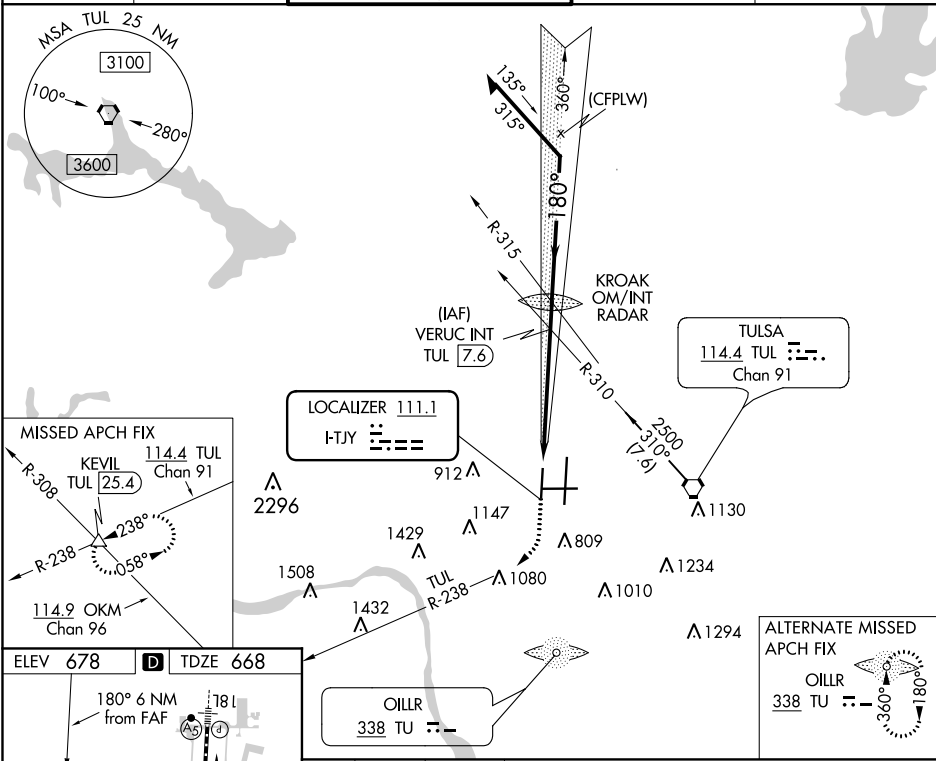 MSA TUL 25 NM
3100
100°
280°
3600
135°
315°
360°
(CFPLW)
180°
R-315
KROAK
OM/INT
RADAR
(IAF)
VERUC INT
TUL 7.6
R-310
TULSA
114.4 TUL
Chan 91
2500
310°
(7.6)
LOCALIZER 111.1
I-TJY
MISSED APCH FIX
KEVIL
TUL 25.4
114.4 TUL
Chan 91
R-308
238°
R-238
058°
114.9 OKM
Chan 96
912
2296
1147
1130
1429
809
1508
1080
1234
1010
TUL
R-238
1432
1294
ELEV 678
D
TDZE 668
180° 6 NM
from FAF
18L
A5
P
OILLR
338 TU
ALTERNATE MISSED
APCH FIX
OILLR
338 TU
360°
180°